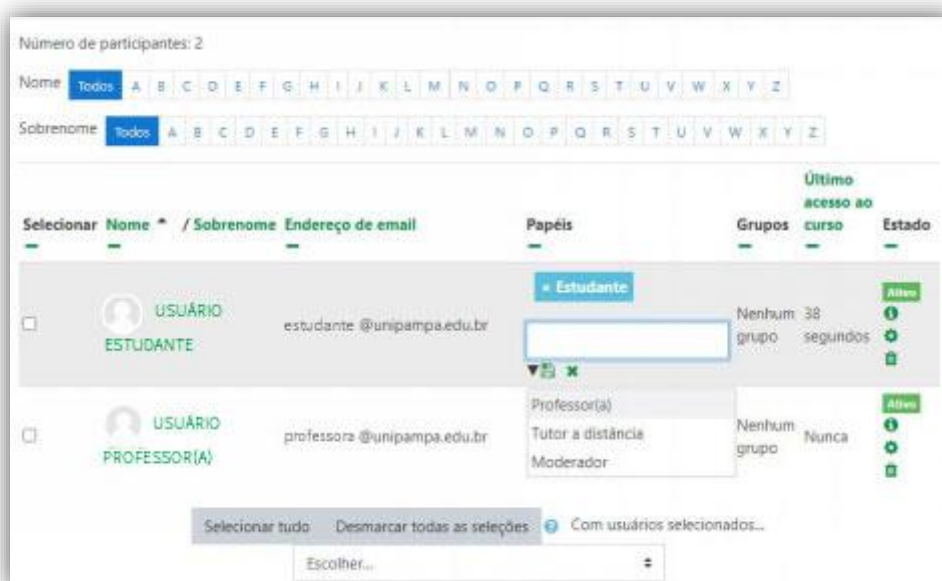 Número de participantes: 2
Nome Todos A B C D E F G H I J K L M N O P Q R S T U V W X Y Z
Sobrenome Todos A B C D E F G H I J K L M N O P Q R S T U V W X Y Z
Selecionar Nome / Sobrenome Endereço de email Papéis Grupos Último acesso ao curso Estado
× Estudante
USUÁRIO ESTUDANTE estudante @unipampa.edu.br Nenhum grupo 38 segundos Ativo
Professor(a)
Tutor a distância
Moderador
USUÁRIO PROFESSOR(A) professora @unipampa.edu.br Nenhum grupo Nunca Ativo
Selecionar tudo Desmarcar todas as seleções Com usuários selecionados...
Escolher...